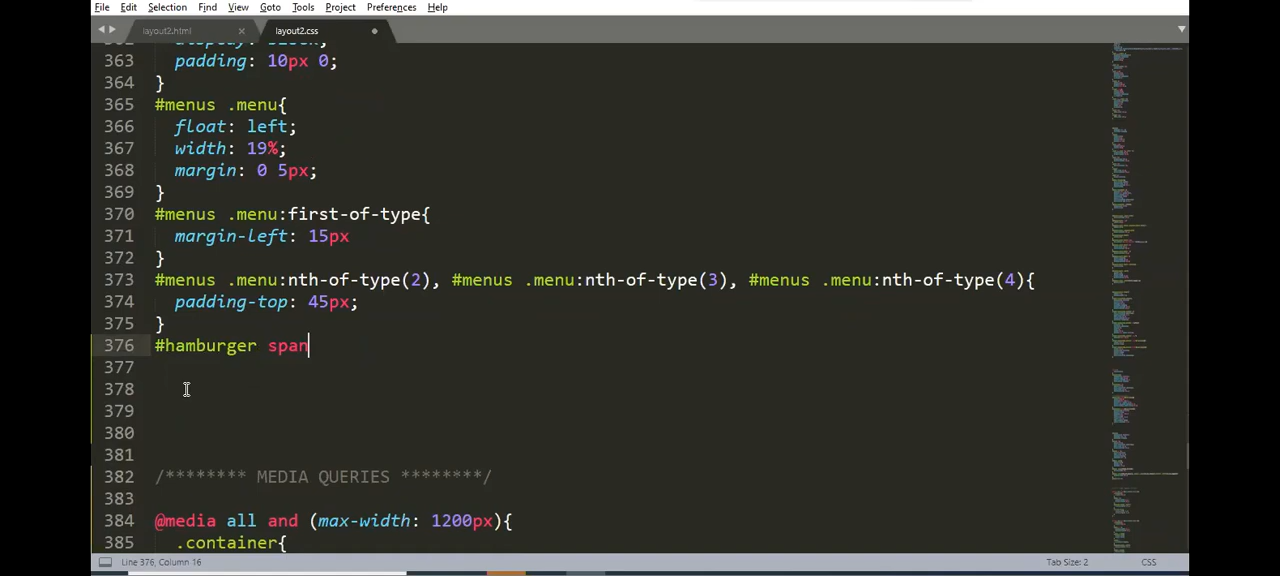 File Edit Selection Find View Goto Tools Project Preferences Help
layout2.html layout2.css
363 padding: 10px 0;
364 }
365 #menus .menu{
366 float: left;
367 width: 19%;
368 margin: 0 5px;
369 }
370 #menus .menu:first-of-type{
371 margin-left: 15px
372 }
373 #menus .menu:nth-of-type(2), #menus .menu:nth-of-type(3), #menus .menu:nth-of-type(4){
374 padding-top: 45px;
375 }
376 #hamburger span
377
378
379
380
381
382 /******** MEDIA QUERIES ********/
383
384 @media all and (max-width: 1200px){
385 .container{
Line 376, Column 16 Tab Size: 2 CSS